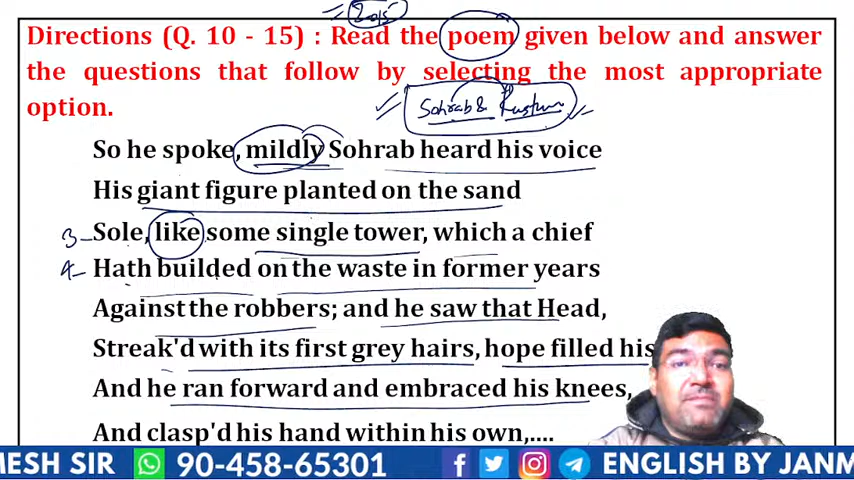 2015
Directions (Q. 10 - 15) : Read the poem given below and answer
the questions that follow by selecting the most appropriate
option.
Sohrab & Rustum
So he spoke, mildly Sohrab heard his voice
His giant figure planted on the sand
3- Sole, like some single tower, which a chief
4- Hath builded on the waste in former years
Against the robbers; and he saw that Head,
Streak'd with its first grey hairs, hope filled his
And he ran forward and embraced his knees,
And clasp'd his hand within his own,....
MESH SIR 90-458-65301 ENGLISH BY JANM